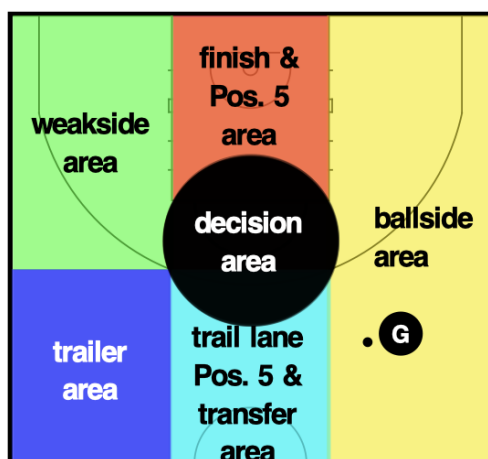 finish &
Pos. 5
area
weakside
area
decision
area
ballside
area
G
trailer
area
trail lane
Pos. 5 &
transfer
area